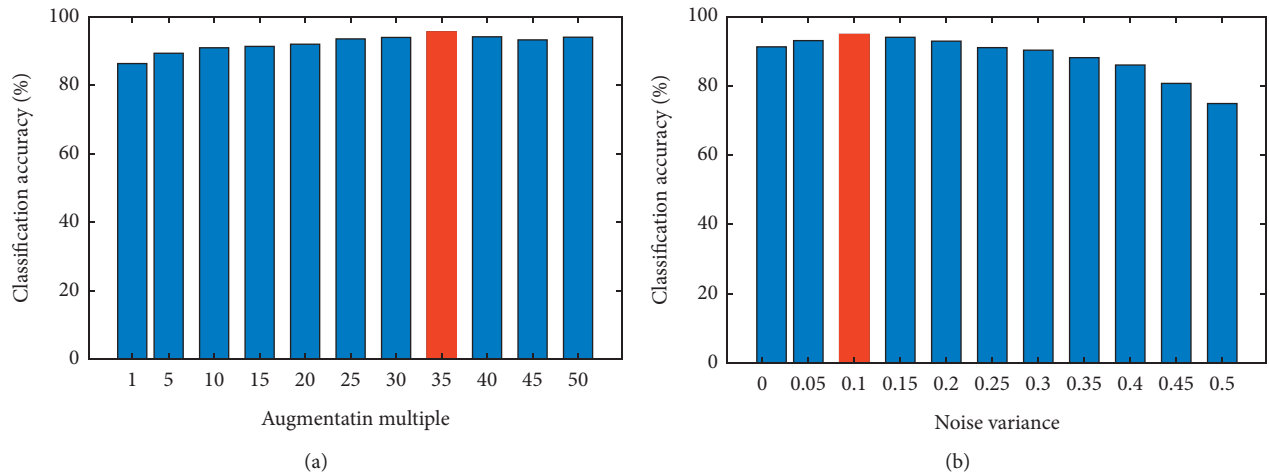 Classification accuracy (%)
100
80
60
40
20
0
1 5 10 15 20 25 30 35 40 45 50
Augmentatin multiple
(a)
Classification accuracy (%)
100
80
60
40
20
0
0 0.05 0.1 0.15 0.2 0.25 0.3 0.35 0.4 0.45 0.5
Noise variance
(b)